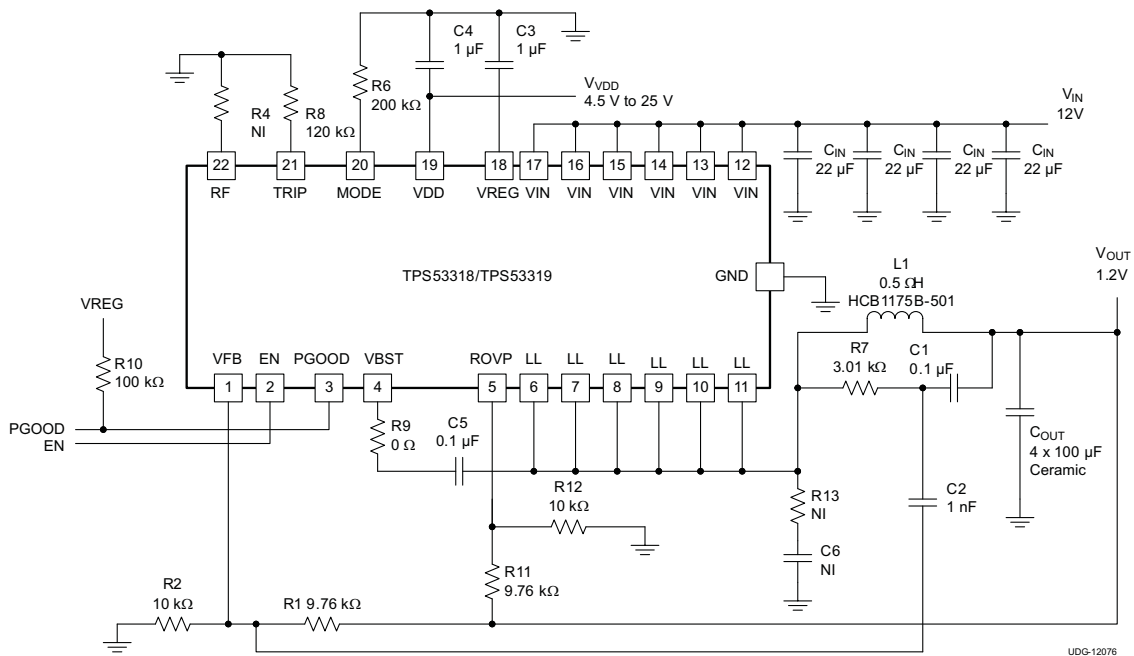 C4
1 µF
C3
1 µF
R6
200 kΩ
R4
NI
R8
120 kΩ
VVDD
4.5 V to 25 V
VIN
12V
CIN
22 µF
CIN
22 µF
CIN
22 µF
CIN
22 µF
22
21
20
19
18
17
16
15
14
13
12
RF
TRIP
MODE
VDD
VREG
VIN
VIN
VIN
VIN
VIN
VIN
TPS53318/TPS53319
GND
VOUT
1.2V
L1
0.5 ΩH
HCB1175B-501
VREG
R10
100 kΩ
VFB
EN
PGOOD
VBST
ROVP
LL
LL
LL
LL
LL
LL
1
2
3
4
5
6
7
8
9
10
11
R7
3.01 kΩ
C1
0.1 µF
PGOOD
EN
R9
0 Ω
C5
0.1 µF
COUT
4 x 100 µF
Ceramic
R12
10 kΩ
R13
NI
C2
1 nF
C6
NI
R11
9.76 kΩ
R2
10 kΩ
R1 9.76 kΩ
UDG-12076